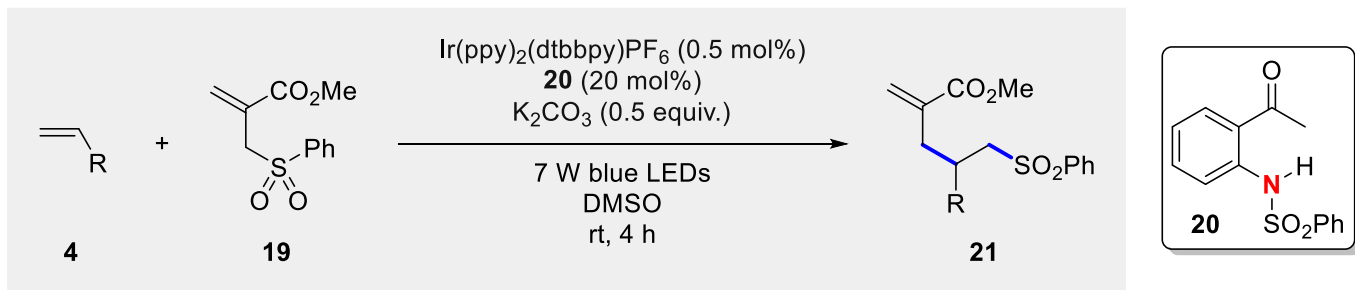 Ir(ppy)₂(dtbbpy)PF₆ (0.5 mol%)
20 (20 mol%)
K₂CO₃ (0.5 equiv.)
7 W blue LEDs
DMSO
rt, 4 h
R
4
+
CO₂Me
Ph
S
O O
19
CO₂Me
SO₂Ph
R
21
O
H
N
SO₂Ph
20